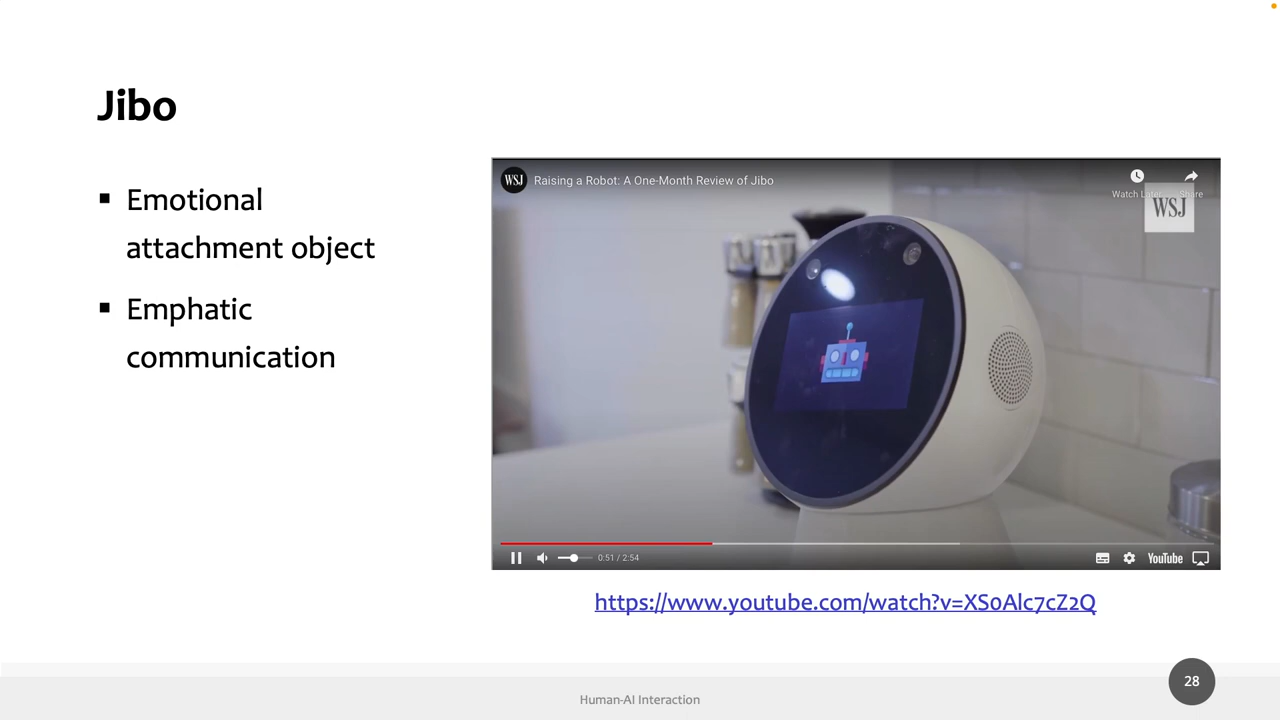 Jibo
▪ Emotional
attachment object
▪ Emphatic
communication
WSJ Raising a Robot: A One-Month Review of Jibo
Watch Later Share
WSJ
0:51 / 2:54
YouTube
https://www.youtube.com/watch?v=XS0Alc7cZ2Q
28
Human-AI Interaction